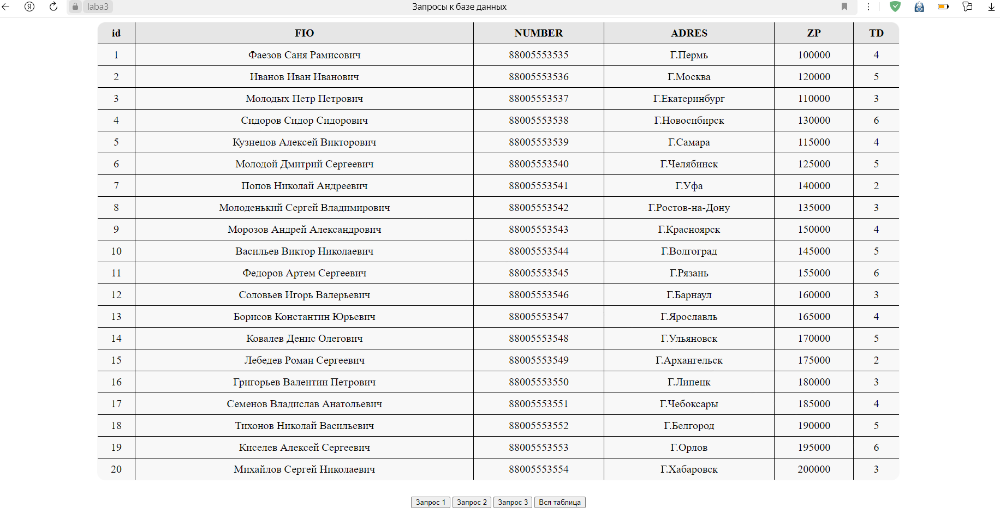 Я laba3 Запросы к базе данных
id FIO NUMBER ADRES ZP TD
1 Фаезов Саня Рамисович 88005553535 Г.Пермь 100000 4
2 Иванов Иван Иванович 88005553536 Г.Москва 120000 5
3 Молодых Петр Петрович 88005553537 Г.Екатеринбург 110000 3
4 Сидоров Сидор Сидорович 88005553538 Г.Новосибирск 130000 6
5 Кузнецов Алексей Викторович 88005553539 Г.Самара 115000 4
6 Молодой Дмитрий Сергеевич 88005553540 Г.Челябинск 125000 5
7 Попов Николай Андреевич 88005553541 Г.Уфа 140000 2
8 Молоденький Сергей Владимирович 88005553542 Г.Ростов-на-Дону 135000 3
9 Морозов Андрей Александрович 88005553543 Г.Красноярск 150000 4
10 Васильев Виктор Николаевич 88005553544 Г.Волгоград 145000 5
11 Федоров Артем Сергеевич 88005553545 Г.Рязань 155000 6
12 Соловьев Игорь Валерьевич 88005553546 Г.Барнаул 160000 3
13 Борисов Константин Юрьевич 88005553547 Г.Ярославль 165000 4
14 Ковалев Денис Олегович 88005553548 Г.Ульяновск 170000 5
15 Лебедев Роман Сергеевич 88005553549 Г.Архангельск 175000 2
16 Григорьев Валентин Петрович 88005553550 Г.Липецк 180000 3
17 Семенов Владислав Анатольевич 88005553551 Г.Чебоксары 185000 4
18 Тихонов Николай Васильевич 88005553552 Г.Белгород 190000 5
19 Киселев Алексей Сергеевич 88005553553 Г.Орлов 195000 6
20 Михайлов Сергей Николаевич 88005553554 Г.Хабаровск 200000 3
Запрос 1 Запрос 2 Запрос 3 Вся таблица